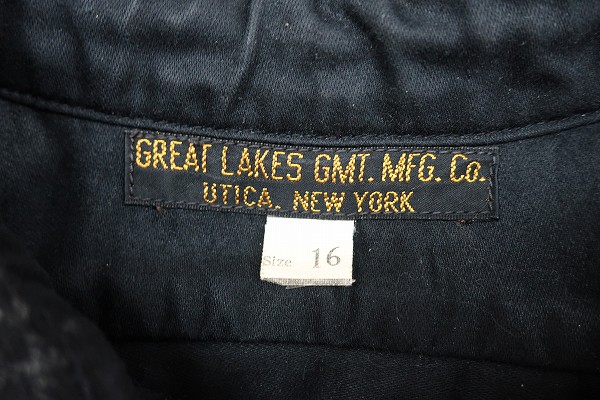 GREAT LAKES GMT. MFG. Co.
UTICA, NEW YORK
Size 16